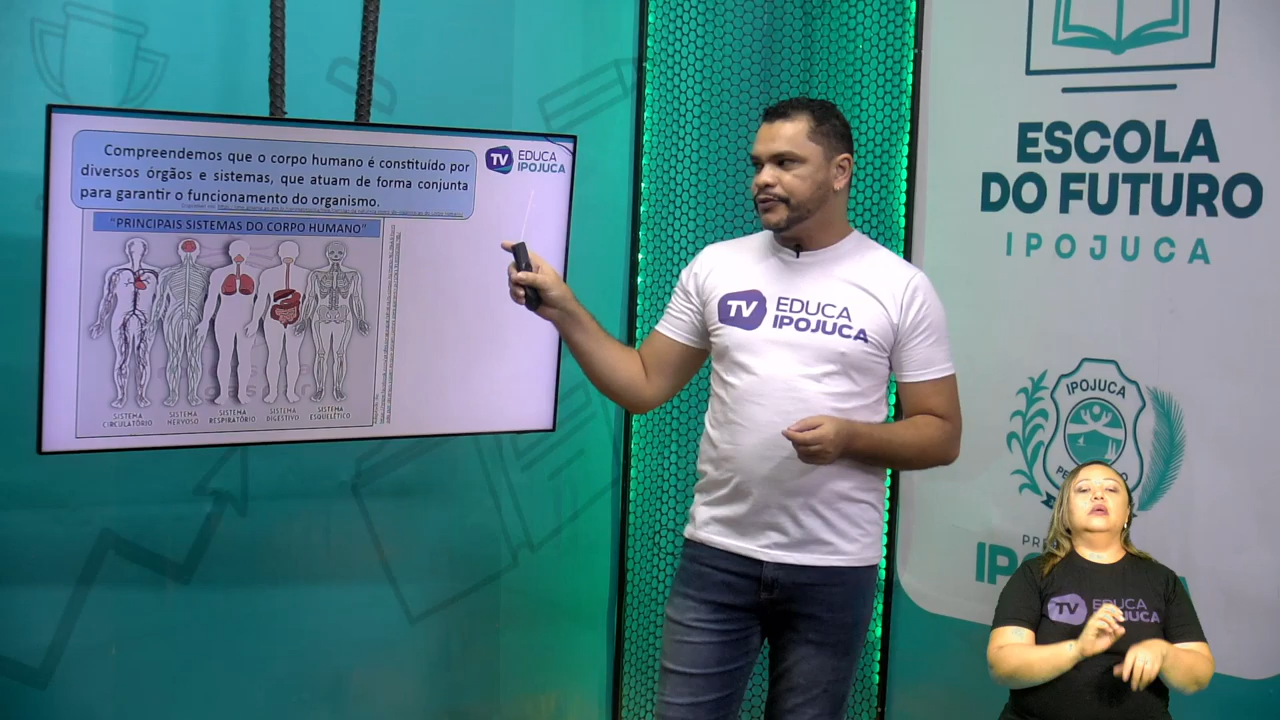 Compreendemos que o corpo humano é constituído por
diversos órgãos e sistemas, que atuam de forma conjunta
para garantir o funcionamento do organismo.
TV EDUCA
IPOJUCA
"PRINCIPAIS SISTEMAS DO CORPO HUMANO"
SISTEMA
CIRCULATÓRIO
SISTEMA
NERVOSO
SISTEMA
RESPIRATÓRIO
SISTEMA
DIGESTIVO
SISTEMA
ESQUELÉTICO
TV EDUCA
IPOJUCA
ESCOLA
DO FUTURO
IPOJUCA
IPOJUCA
TV EDUCA